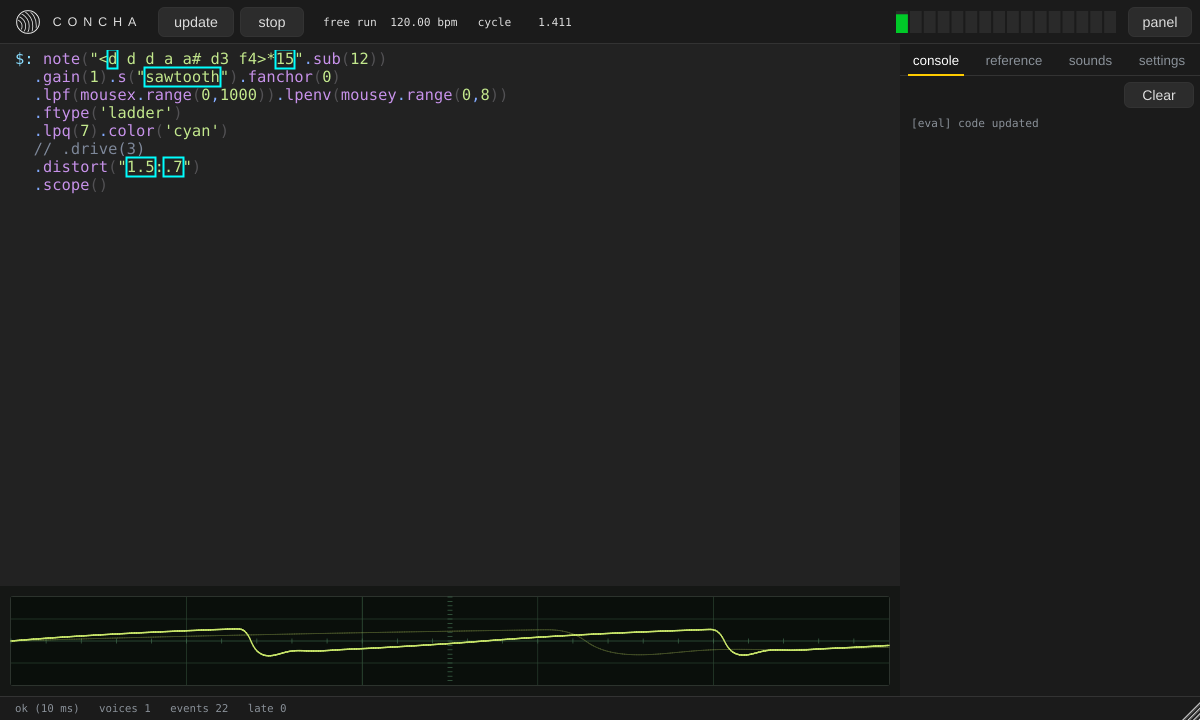 CONCHA update stop free run 120.00 bpm cycle 1.411 panel
$: note("<d d d a a# d3 f4>*15".sub(12))
.gain(1).s("sawtooth").fanchor(0)
.lpf(mousex.range(0,1000)).lpenv(mousey.range(0,8))
.ftype('ladder')
.lpq(7).color('cyan')
// .drive(3)
.distort("1.5:.7")
.scope()
console reference sounds settings
Clear
[eval] code updated
ok (10 ms) voices 1 events 22 late 0